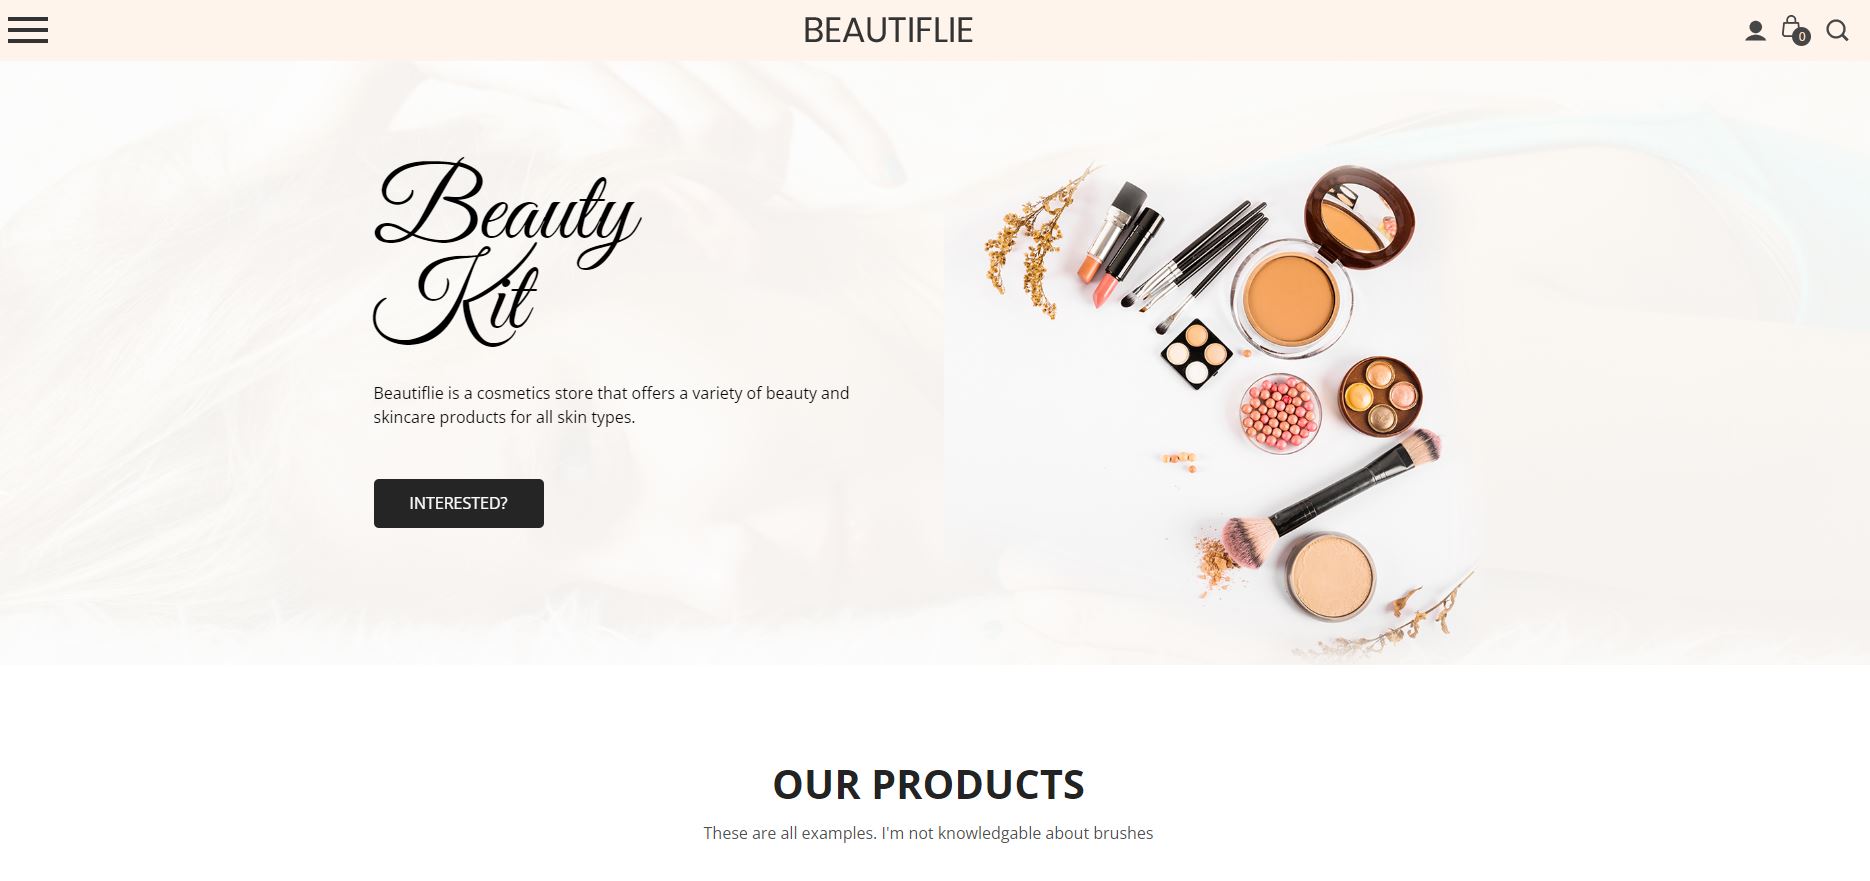 BEAUTIFLIE
0
Beauty
Kit
Beautiflie is a cosmetics store that offers a variety of beauty and
skincare products for all skin types.
INTERESTED?
OUR PRODUCTS
These are all examples. I'm not knowledgable about brushes